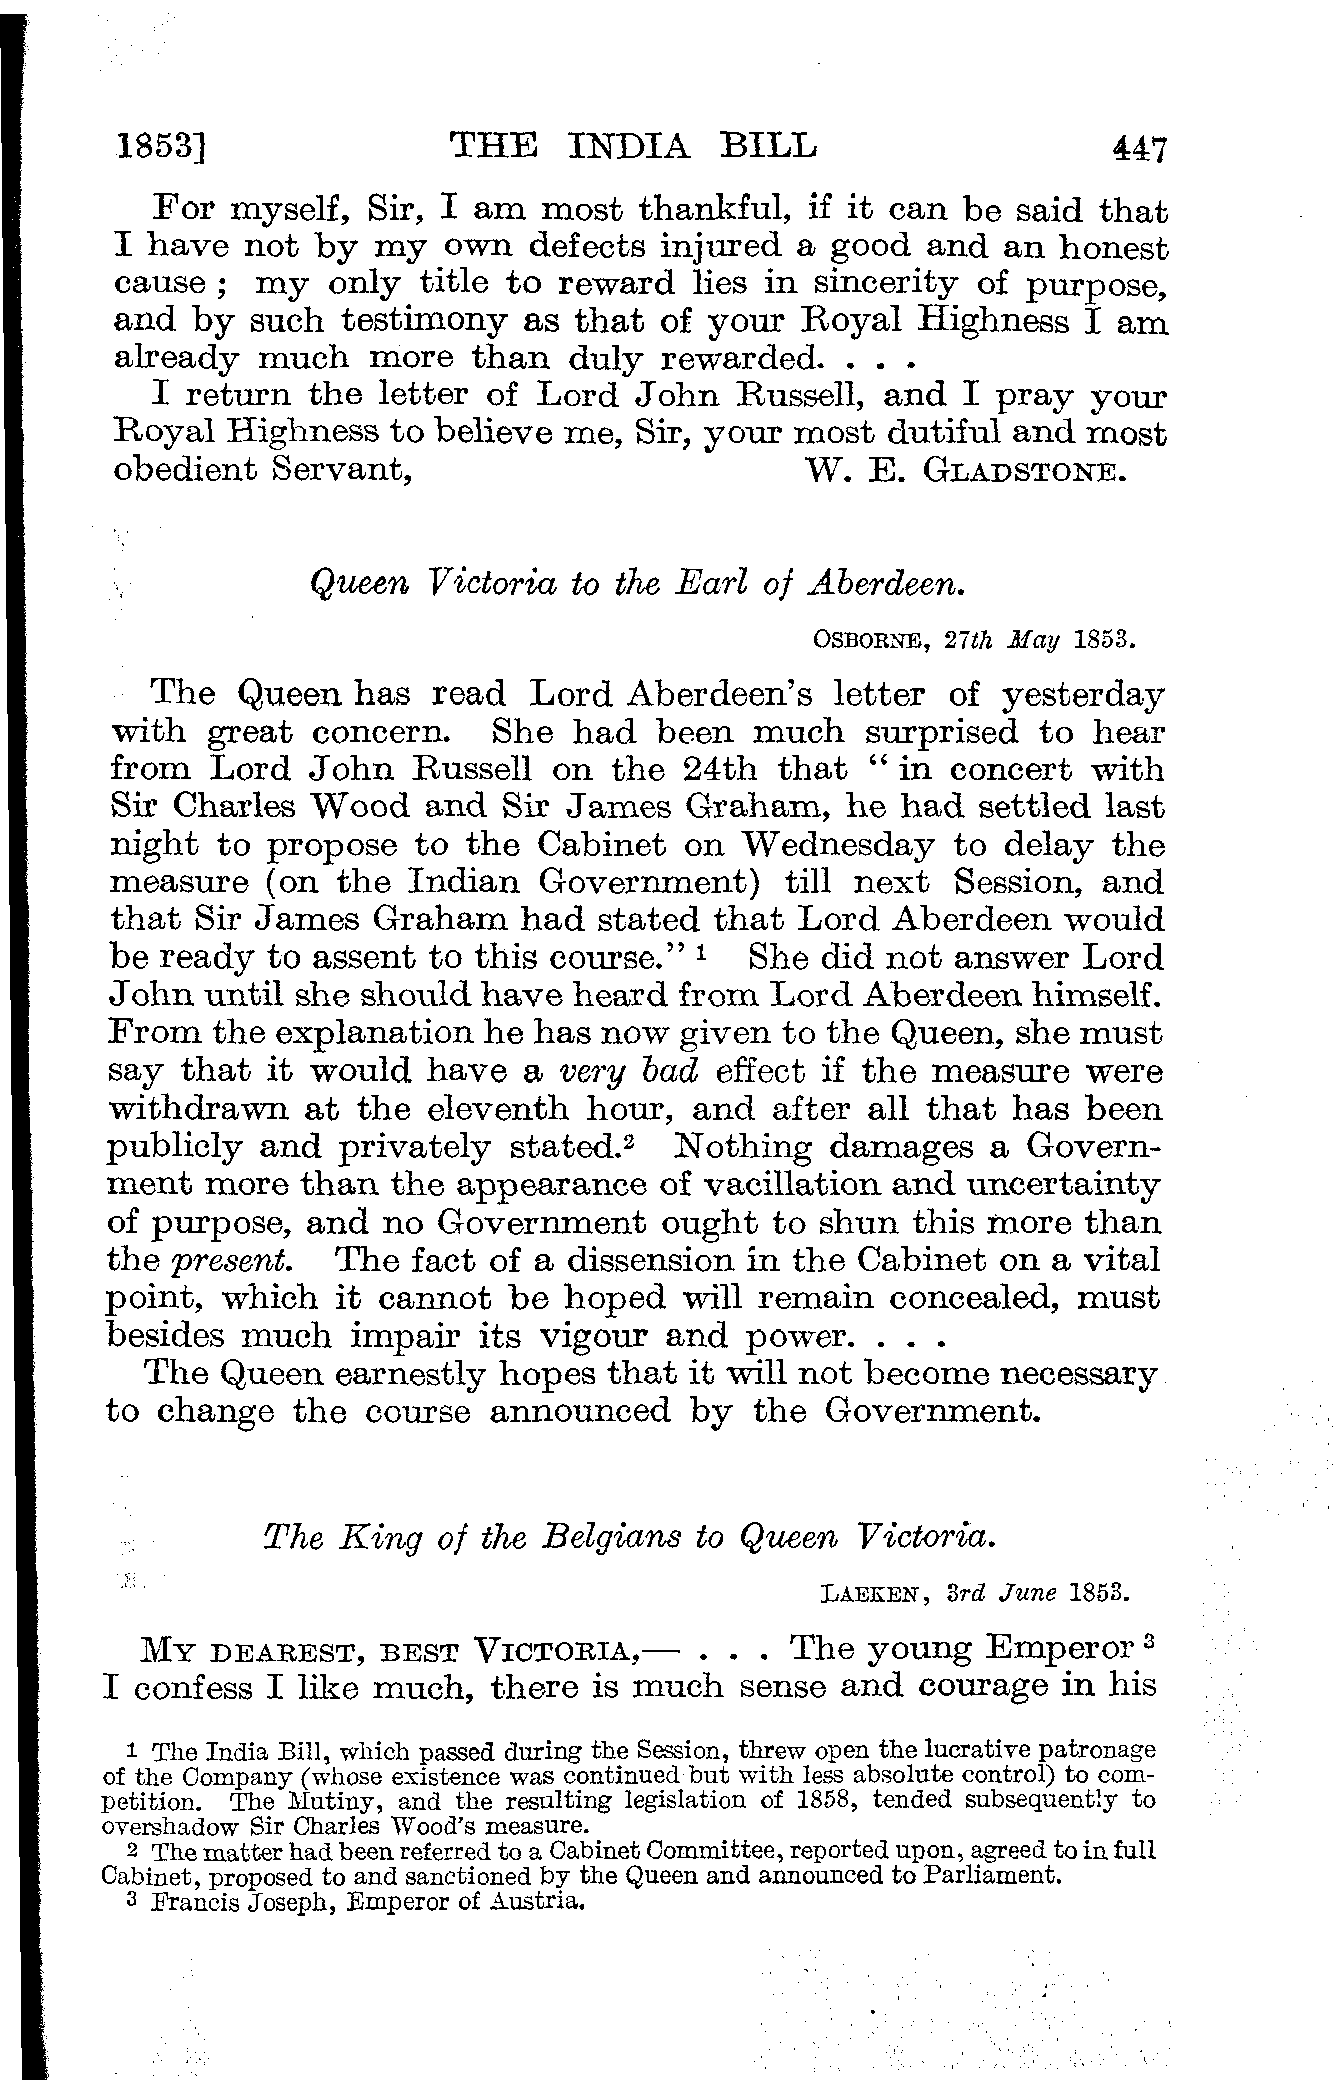 1853] THE INDIA BILL 447
For myself, Sir, I am most thankful, if it can be said that
I have not by my own defects injured a good and an honest
cause ; my only title to reward lies in sincerity of purpose,
and by such testimony as that of your Royal Highness I am
already much more than duly rewarded. . . .
I return the letter of Lord John Russell, and I pray your
Royal Highness to believe me, Sir, your most dutiful and most
obedient Servant, W. E. GLADSTONE.
Queen Victoria to the Earl of Aberdeen.
OSBORNE, 27th May 1853.
The Queen has read Lord Aberdeen's letter of yesterday
with great concern. She had been much surprised to hear
from Lord John Russell on the 24th that " in concert with
Sir Charles Wood and Sir James Graham, he had settled last
night to propose to the Cabinet on Wednesday to delay the
measure (on the Indian Government) till next Session, and
that Sir James Graham had stated that Lord Aberdeen would
be ready to assent to this course." ¹ She did not answer Lord
John until she should have heard from Lord Aberdeen himself.
From the explanation he has now given to the Queen, she must
say that it would have a very bad effect if the measure were
withdrawn at the eleventh hour, and after all that has been
publicly and privately stated.² Nothing damages a Govern-
ment more than the appearance of vacillation and uncertainty
of purpose, and no Government ought to shun this more than
the present. The fact of a dissension in the Cabinet on a vital
point, which it cannot be hoped will remain concealed, must
besides much impair its vigour and power. . . .
The Queen earnestly hopes that it will not become necessary
to change the course announced by the Government.
The King of the Belgians to Queen Victoria.
LAEKEN, 3rd June 1853.
MY DEAREST, BEST VICTORIA,— . . . The young Emperor ³
I confess I like much, there is much sense and courage in his
1 The India Bill, which passed during the Session, threw open the lucrative patronage
of the Company (whose existence was continued but with less absolute control) to com-
petition. The Mutiny, and the resulting legislation of 1858, tended subsequently to
overshadow Sir Charles Wood's measure.
2 The matter had been referred to a Cabinet Committee, reported upon, agreed to in full
Cabinet, proposed to and sanctioned by the Queen and announced to Parliament.
3 Francis Joseph, Emperor of Austria.